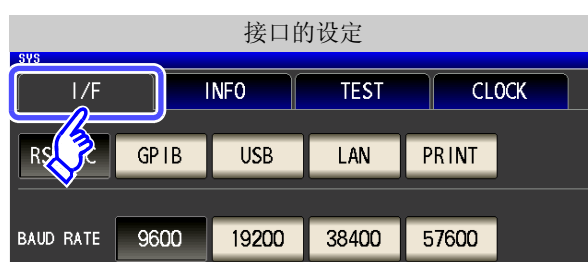 接口的设定
SYS
I/F INFO TEST CLOCK
GPIB USB LAN PRINT
BAUD RATE 9600 19200 38400 57600